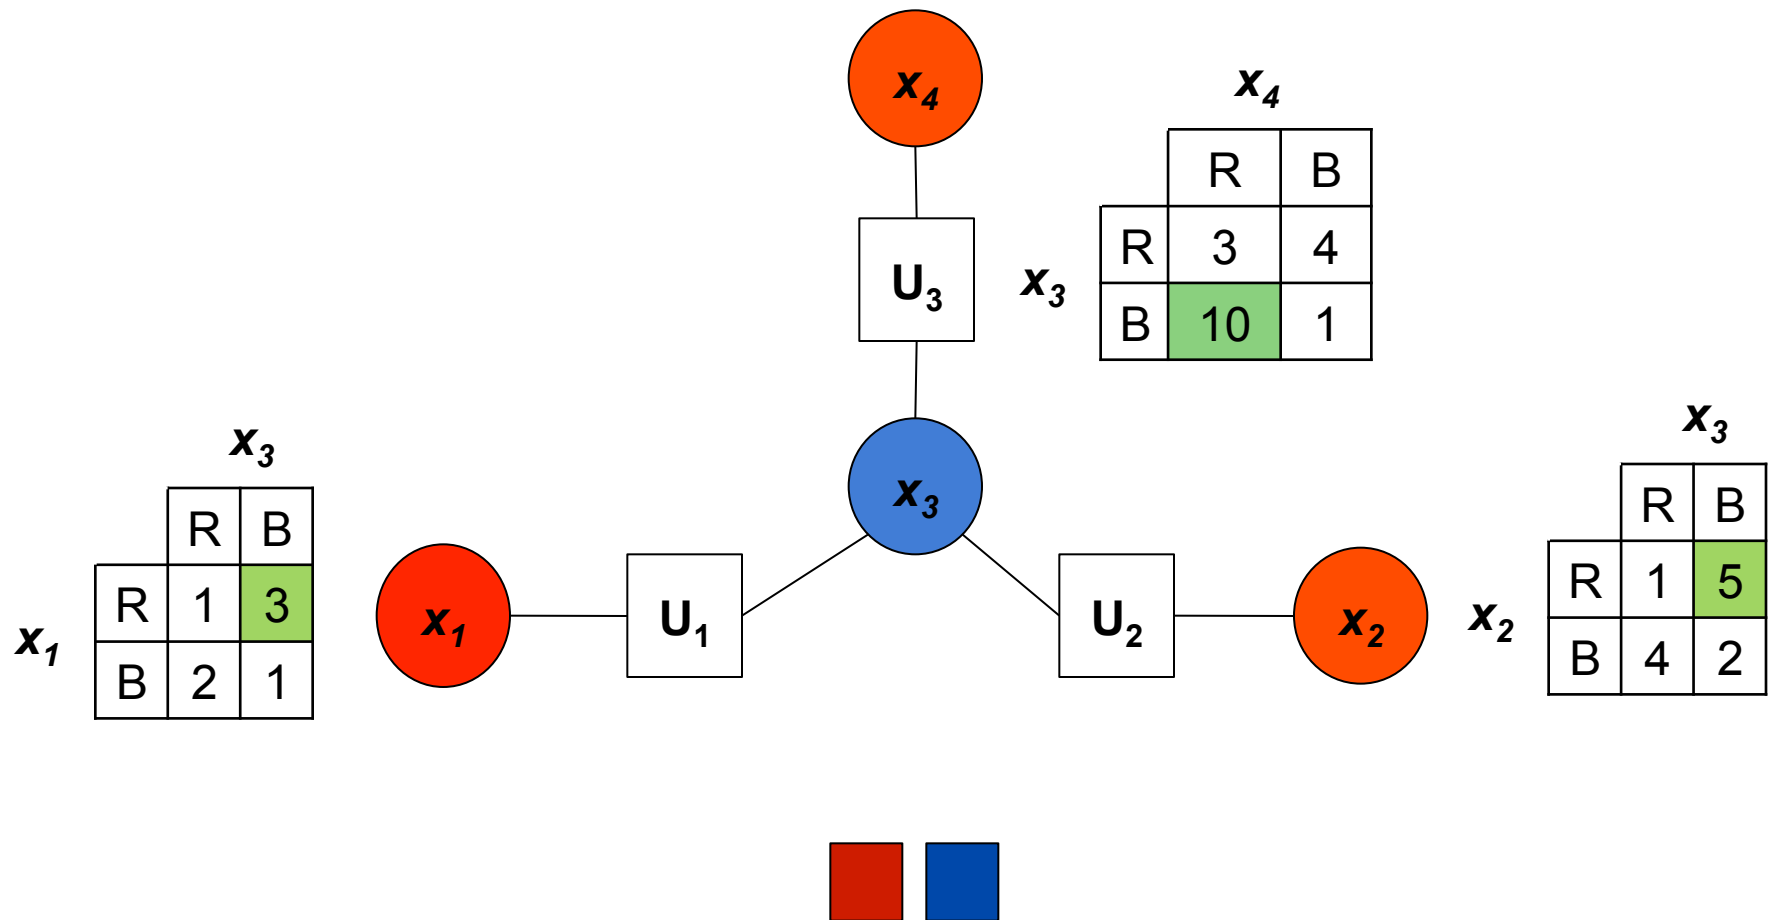 x₄
x₄
R B
R 3 4
U₃
x₃
B 10 1
x₃
x₃
x₃
R B
R B
R 1 5
R 1 3
x₁
U₁
U₂
x₂
x₂
x₁
B 4 2
B 2 1